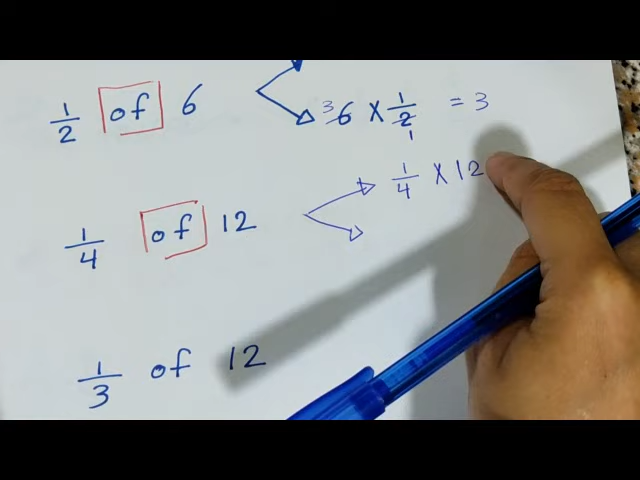 1/2 of 6
3 6 × 1/2 1 = 3
1/4 × 12
1/4 of 12
1/3 of 12